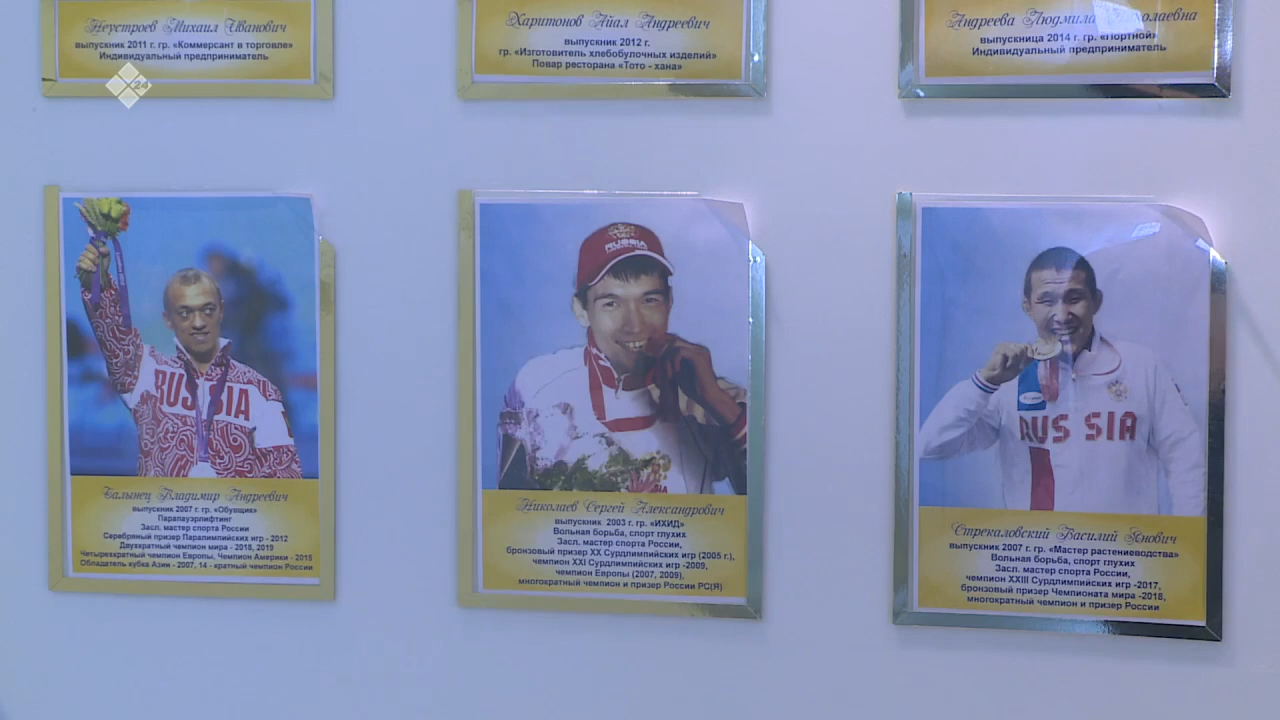 Неустроев Михаил Иванович
выпускник 2011 г. гр. «Коммерсант в торговле»
Индивидуальный предприниматель
Харитонов Айал Андреевич
выпускник 2012 г.
гр. «Изготовитель хлебобулочных изделий»
Повар ресторана «Тото - хана»
Андреева Людмила Николаевна
выпускница 2014 г. гр. «Портной»
Индивидуальный предприниматель
24
RUSSIA
Балынец Владимир Андреевич
выпускник 2007 г. гр. «Обувщик»
Парапауэрлифтинг
Засл. мастер спорта России
Серебряный призер Паралимпийских игр - 2012
Двухкратный чемпион мира - 2018, 2019
Четырехкратный чемпион Европы, Чемпион Америки - 2015
Обладатель кубка Азии - 2007, 14 - кратный чемпион России
RUSSIA
Николаев Сергей Александрович
выпускник 2003 г. гр. «ИХИД»
Вольная борьба, спорт глухих
Засл. мастер спорта России,
бронзовый призер XX Сурдлимпийских игр (2005 г.),
чемпион XXI Сурдлимпийских игр -2009,
чемпион Европы (2007, 2009),
многократный чемпион и призер России РС(Я)
RUS SIA
Стрекаловский Василий Янович
выпускник 2007 г. гр. «Мастер растениеводства»
Вольная борьба, спорт глухих
Засл. мастер спорта России,
чемпион XXIII Сурдлимпийских игр -2017,
бронзовый призер Чемпионата мира -2018,
многократный чемпион и призер России